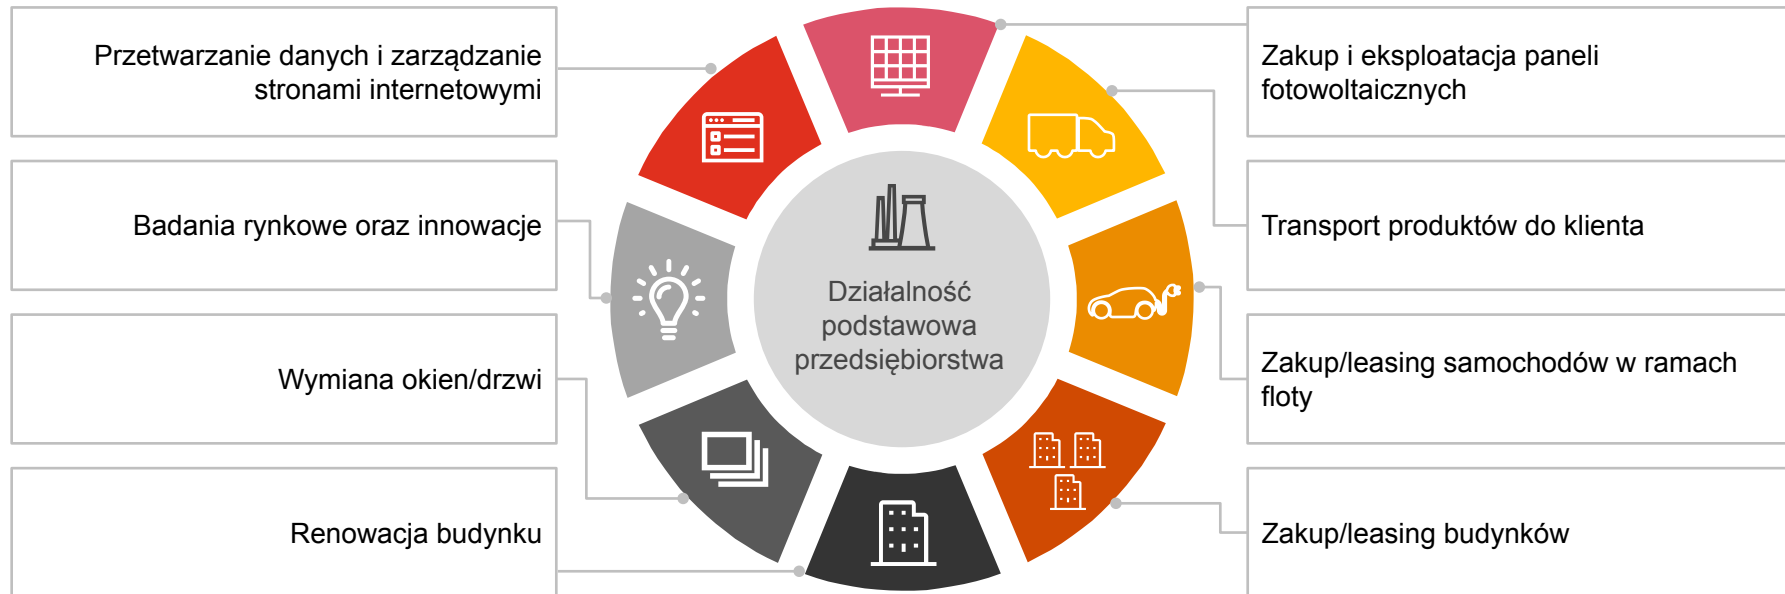 Przetwarzanie danych i zarządzanie
stronami internetowymi
Badania rynkowe oraz innowacje
Wymiana okien/drzwi
Renowacja budynku
Działalność
podstawowa
przedsiębiorstwa
Zakup i eksploatacja paneli
fotowoltaicznych
Transport produktów do klienta
Zakup/leasing samochodów w ramach
floty
Zakup/leasing budynków